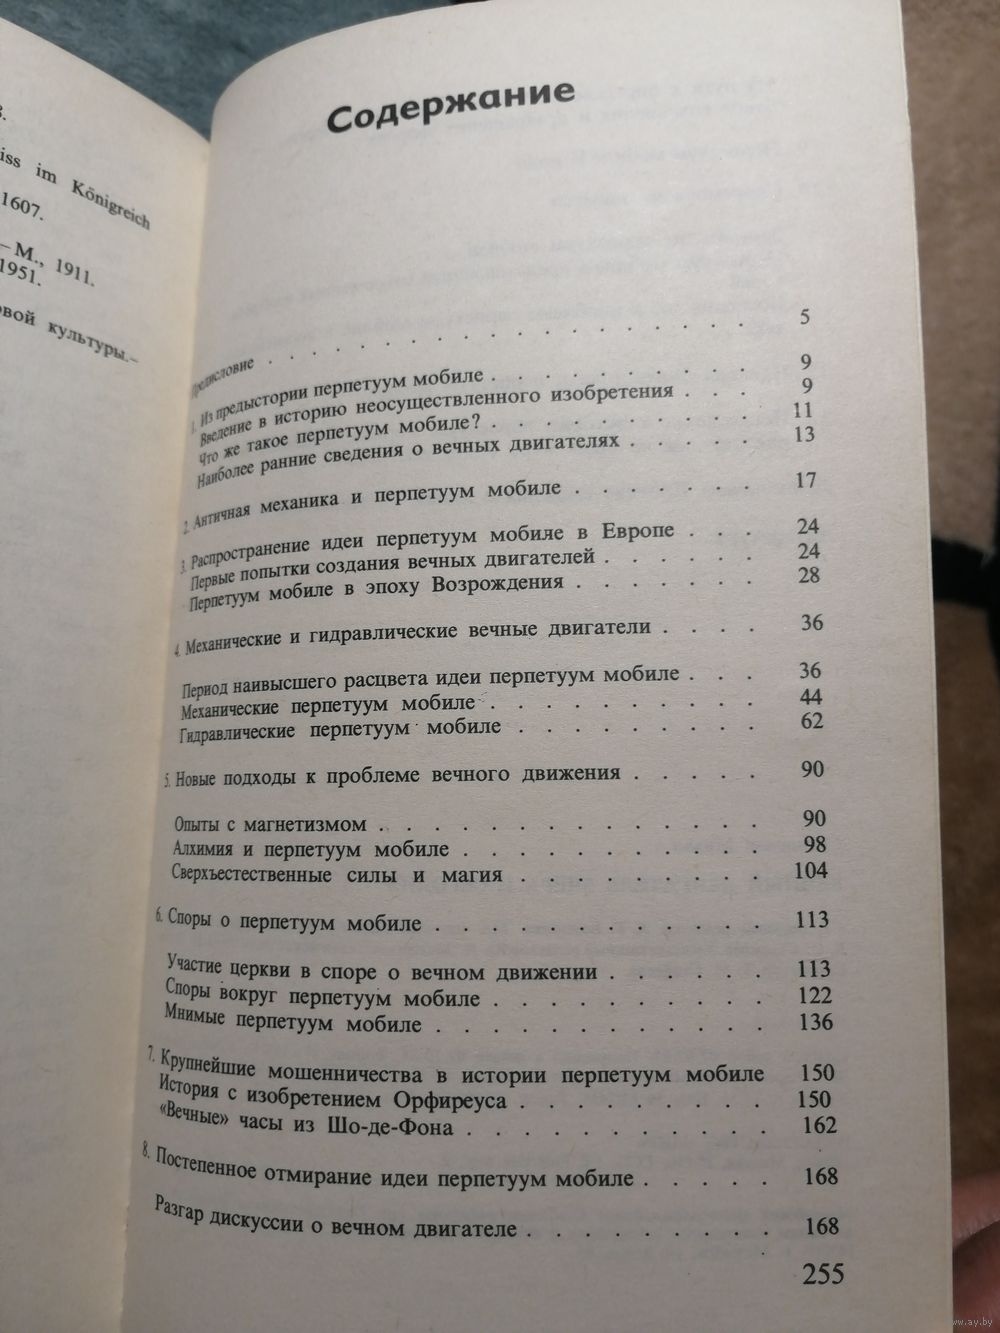 3.
iss im Königreich
1607.
– М., 1911.
1951.
овой культуры.–
Содержание
Предисловие . . . . . . . . . . . . . . . . 5
1. Из предыстории перпетуум мобиле . . . . . . . . . . 9
Введение в историю неосуществленного изобретения . . . 9
Что же такое перпетуум мобиле? . . . . . . . . . . 11
Наиболее ранние сведения о вечных двигателях . . . . . 13
2. Античная механика и перпетуум мобиле . . . . . . . 17
3. Распространение идеи перпетуум мобиле в Европе . . . 24
Первые попытки создания вечных двигателей . . . . . . 24
Перпетуум мобиле в эпоху Возрождения . . . . . . . 28
4. Механические и гидравлические вечные двигатели . . . . 36
Период наивысшего расцвета идеи перпетуум мобиле . . . 36
Механические перпетуум мобиле . . . . . . . . . . 44
Гидравлические перпетуум мобиле . . . . . . . . . 62
5. Новые подходы к проблеме вечного движения . . . . . 90
Опыты с магнетизмом . . . . . . . . . . . . . . 90
Алхимия и перпетуум мобиле . . . . . . . . . . . 98
Сверхъестественные силы и магия . . . . . . . . . 104
6. Споры о перпетуум мобиле . . . . . . . . . . . . 113
Участие церкви в споре о вечном движении . . . . . . 113
Споры вокруг перпетуум мобиле . . . . . . . . . . 122
Мнимые перпетуум мобиле . . . . . . . . . . . . 136
7. Крупнейшие мошенничества в истории перпетуум мобиле 150
История с изобретением Орфиреуса . . . . . . . . . 150
«Вечные» часы из Шо-де-Фона . . . . . . . . . . . 162
8. Постепенное отмирание идеи перпетуум мобиле . . . . . 168
Разгар дискуссии о вечном двигателе . . . . . . . . . 168
255
www.ay.by